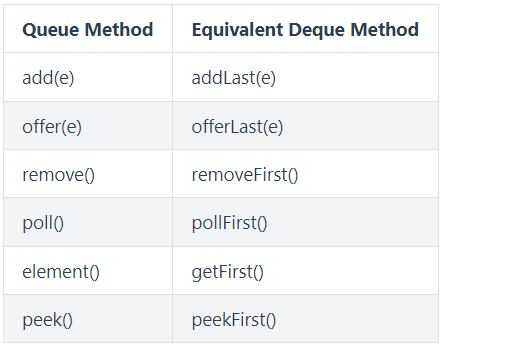 Queue Method Equivalent Deque Method
add(e) addLast(e)
offer(e) offerLast(e)
remove() removeFirst()
poll() pollFirst()
element() getFirst()
peek() peekFirst()